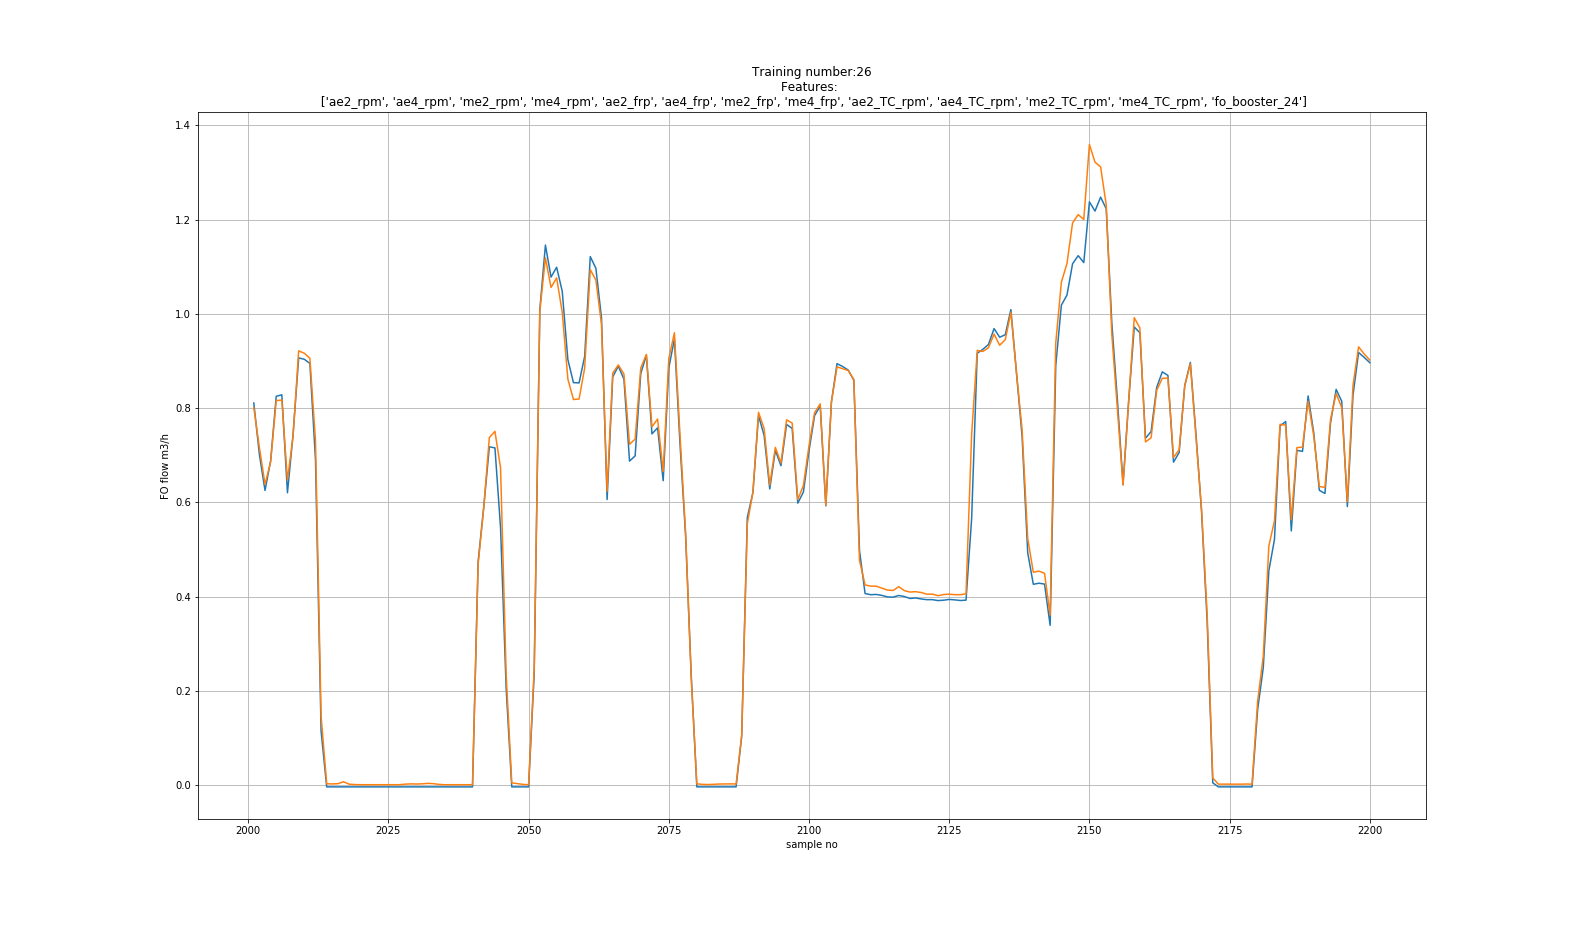 Training number:26
Features:
['ae2_rpm', 'ae4_rpm', 'me2_rpm', 'me4_rpm', 'ae2_frp', 'ae4_frp', 'me2_frp', 'me4_frp', 'ae2_TC_rpm', 'ae4_TC_rpm', 'me2_TC_rpm', 'me4_TC_rpm', 'fo_booster_24']
1.4
1.2
1.0
0.8
0.6
0.4
0.2
0.0
FO flow m3/h
2000 2025 2050 2075 2100 2125 2150 2175 2200
sample no